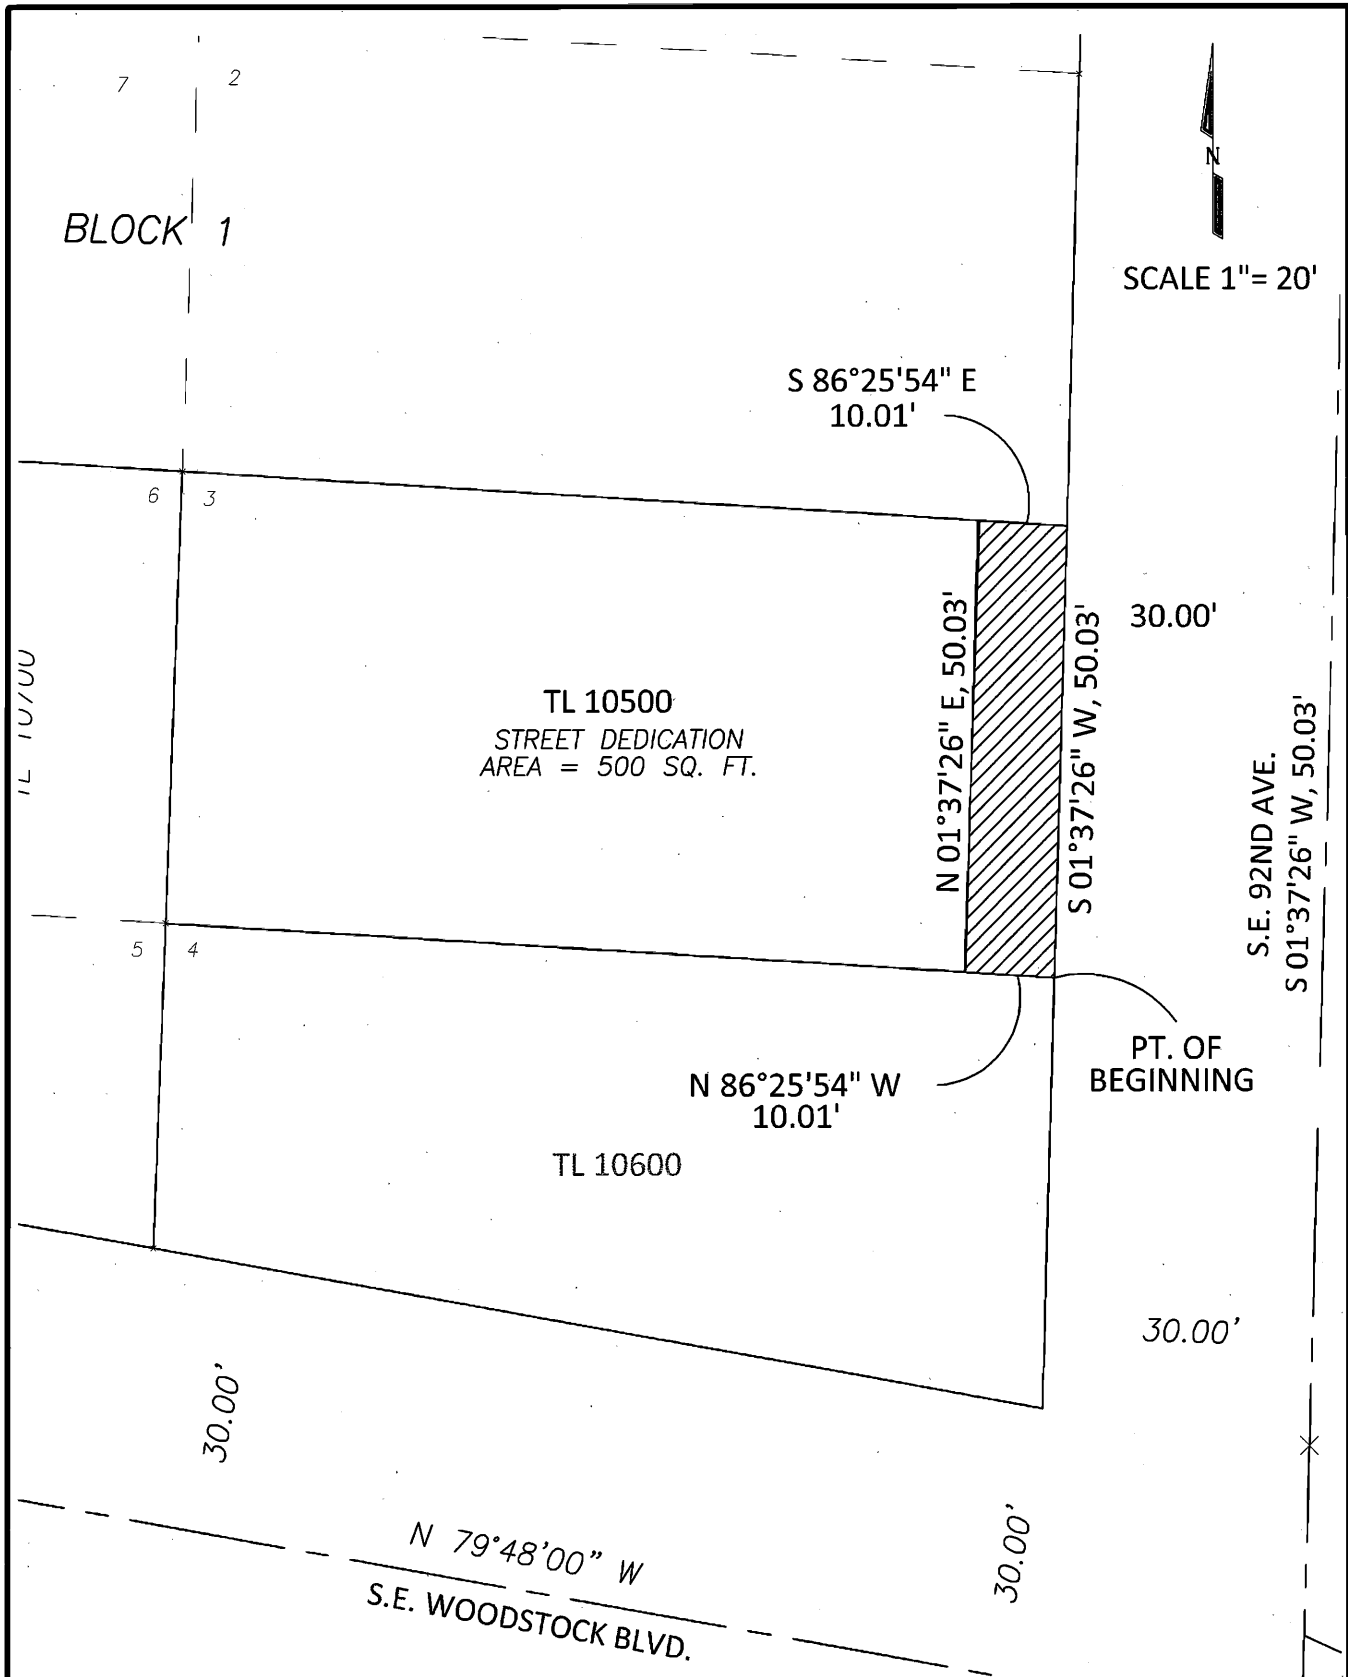 7
2
BLOCK 1
N
SCALE 1"= 20'
S 86°25'54" E
10.01'
6
3
30.00'
N 01°37'26" E, 50.03'
S 01°37'26" W, 50.03'
TL 10500
STREET DEDICATION
AREA = 500 SQ. FT.
S.E. 92ND AVE.
S 01°37'26" W, 50.03'
5
4
PT. OF
BEGINNING
N 86°25'54" W
10.01'
TL 10600
30.00'
30.00'
30.00'
N 79°48'00" W
S.E. WOODSTOCK BLVD.